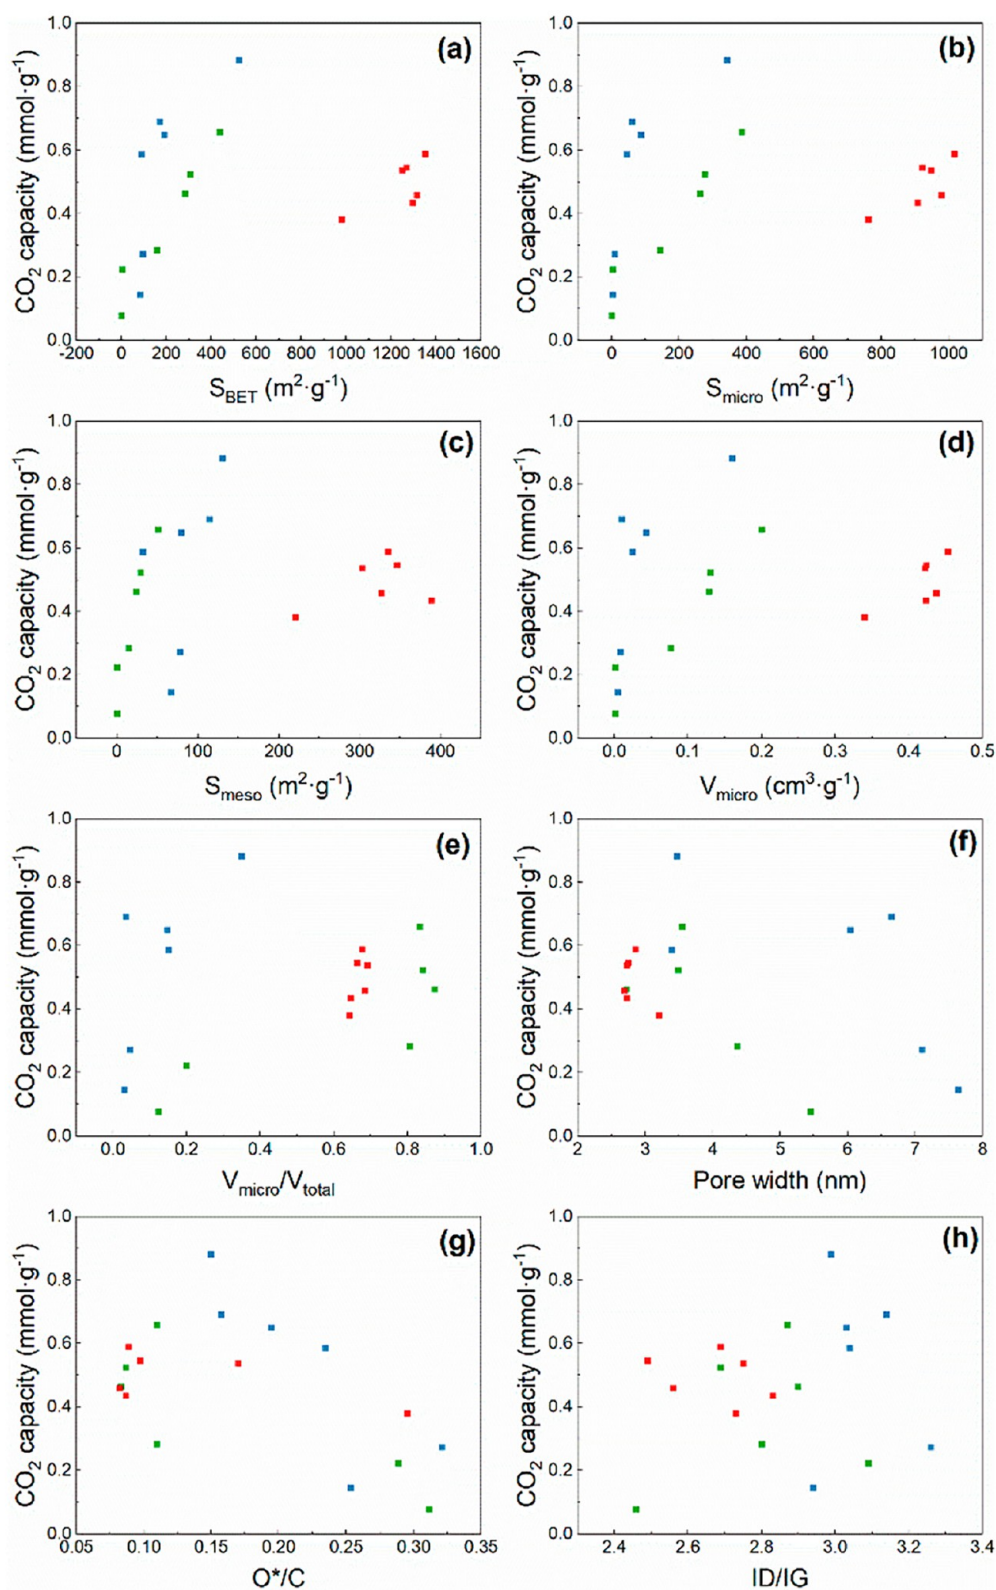 (a)
CO2 capacity (mmol·g-1)
1.0
0.8
0.6
0.4
0.2
0.0
-200 0 200 400 600 800 1000 1200 1400 1600
SBET (m2·g-1)
(b)
CO2 capacity (mmol·g-1)
1.0
0.8
0.6
0.4
0.2
0.0
0 200 400 600 800 1000
Smicro (m2·g-1)
(c)
CO2 capacity (mmol·g-1)
1.0
0.8
0.6
0.4
0.2
0.0
0 100 200 300 400
Smeso (m2·g-1)
(d)
CO2 capacity (mmol·g-1)
1.0
0.8
0.6
0.4
0.2
0.0
0.0 0.1 0.2 0.3 0.4 0.5
Vmicro (cm3·g-1)
(e)
CO2 capacity (mmol·g-1)
1.0
0.8
0.6
0.4
0.2
0.0
0.0 0.2 0.4 0.6 0.8 1.0
Vmicro/Vtotal
(f)
CO2 capacity (mmol·g-1)
1.0
0.8
0.6
0.4
0.2
0.0
2 3 4 5 6 7 8
Pore width (nm)
(g)
CO2 capacity (mmol·g-1)
1.0
0.8
0.6
0.4
0.2
0.0
0.05 0.10 0.15 0.20 0.25 0.30 0.35
O*/C
(h)
CO2 capacity (mmol·g-1)
1.0
0.8
0.6
0.4
0.2
0.0
2.4 2.6 2.8 3.0 3.2 3.4
ID/IG